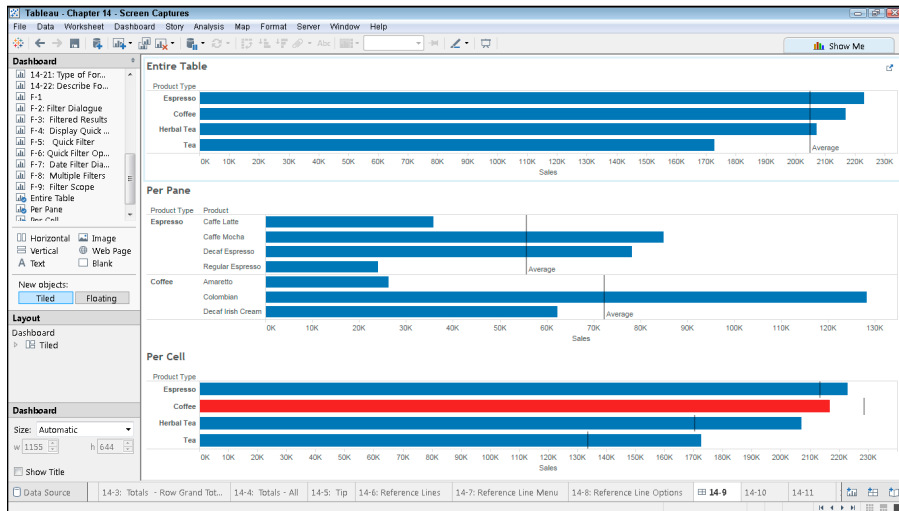 Tableau - Chapter 14 - Screen Captures
File Data Worksheet Dashboard Story Analysis Map Format Server Window Help
Abc
Show Me
Dashboard
14-21: Type of For...
14-22: Describe Fo...
F-1
F-2: Filter Dialogue
F-3: Filtered Results
F-4: Display Quick ...
F-5: Quick Filter
F-6: Quick Filter Op...
F-7: Date Filter Dia...
F-8: Multiple Filters
F-9: Filter Scope
Entire Table
Per Pane
Per Cell
Horizontal Image
Vertical Web Page
Text Blank
New objects:
Tiled Floating
Layout
Dashboard
Tiled
Dashboard
Size: Automatic
w 1155 h 644
Show Title
Entire Table
Product Type
Espresso
Coffee
Herbal Tea
Tea
Average
0K 10K 20K 30K 40K 50K 60K 70K 80K 90K 100K 110K 120K 130K 140K 150K 160K 170K 180K 190K 200K 210K 220K 230K
Sales
Per Pane
Product Type Product
Espresso Caffe Latte
Caffe Mocha
Decaf Espresso
Regular Espresso
Average
Coffee Amaretto
Colombian
Decaf Irish Cream
Average
0K 10K 20K 30K 40K 50K 60K 70K 80K 90K 100K 110K 120K 130K
Sales
Per Cell
Product Type
Espresso
Coffee
Herbal Tea
Tea
0K 10K 20K 30K 40K 50K 60K 70K 80K 90K 100K 110K 120K 130K 140K 150K 160K 170K 180K 190K 200K 210K 220K 230K
Sales
Data Source 14-3: Totals - Row Grand Tot... 14-4: Totals - All 14-5: Tip 14-6: Reference Lines 14-7: Reference Line Menu 14-8: Reference Line Options 14-9 14-10 14-11